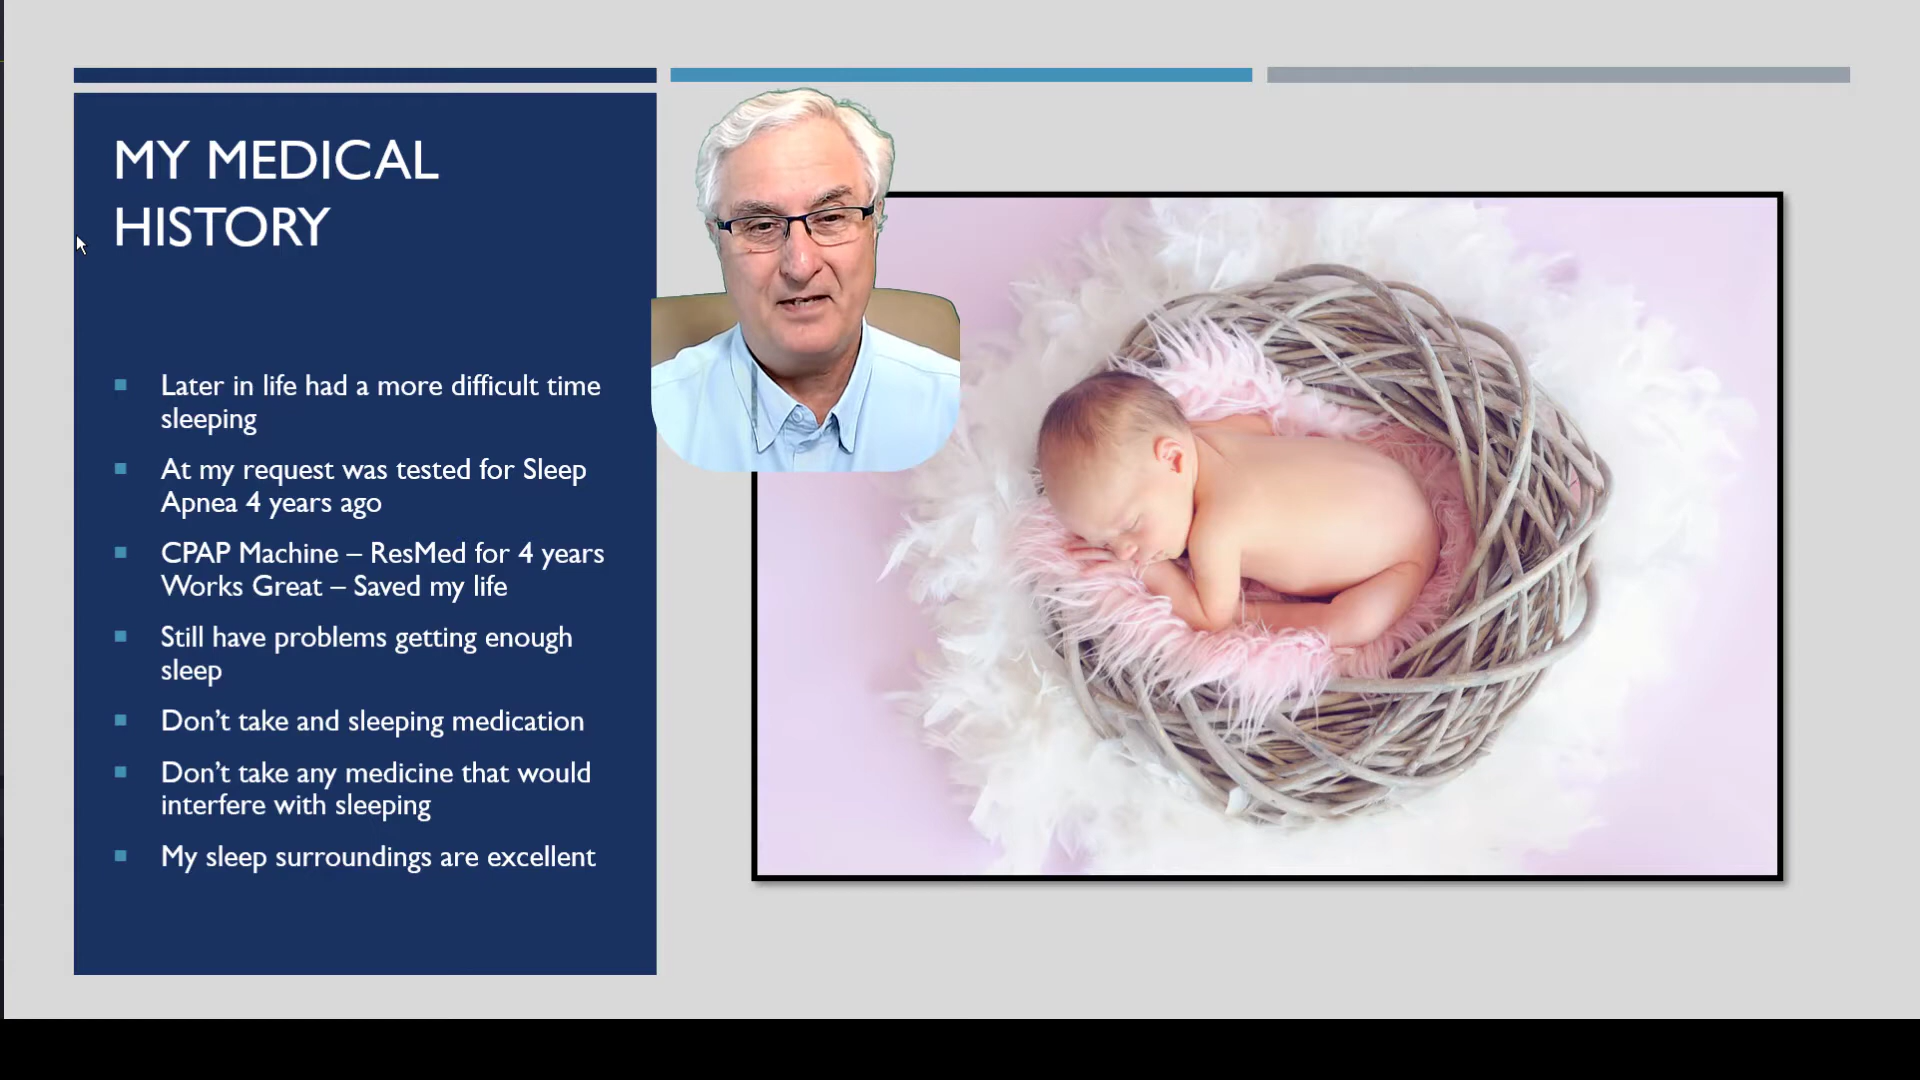 MY MEDICAL
HISTORY
Later in life had a more difficult time
sleeping
At my request was tested for Sleep
Apnea 4 years ago
CPAP Machine – ResMed for 4 years
Works Great – Saved my life
Still have problems getting enough
sleep
Don’t take and sleeping medication
Don’t take any medicine that would
interfere with sleeping
My sleep surroundings are excellent